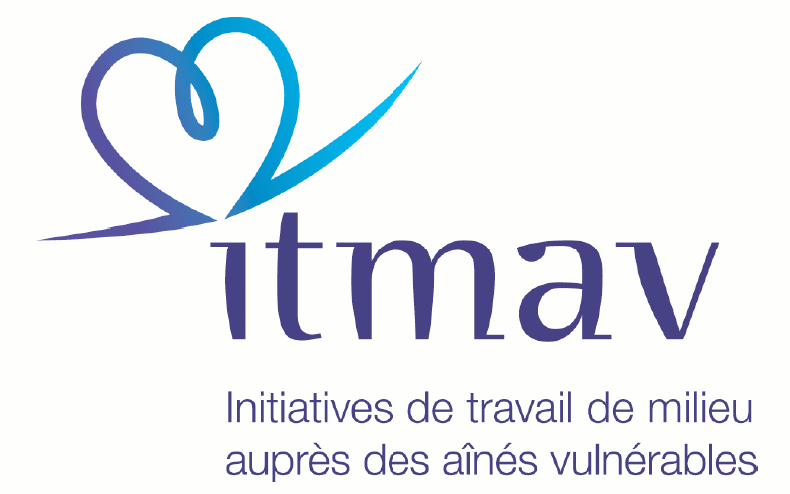 itmav
Initiatives de travail de milieu
auprès des aînés vulnérables